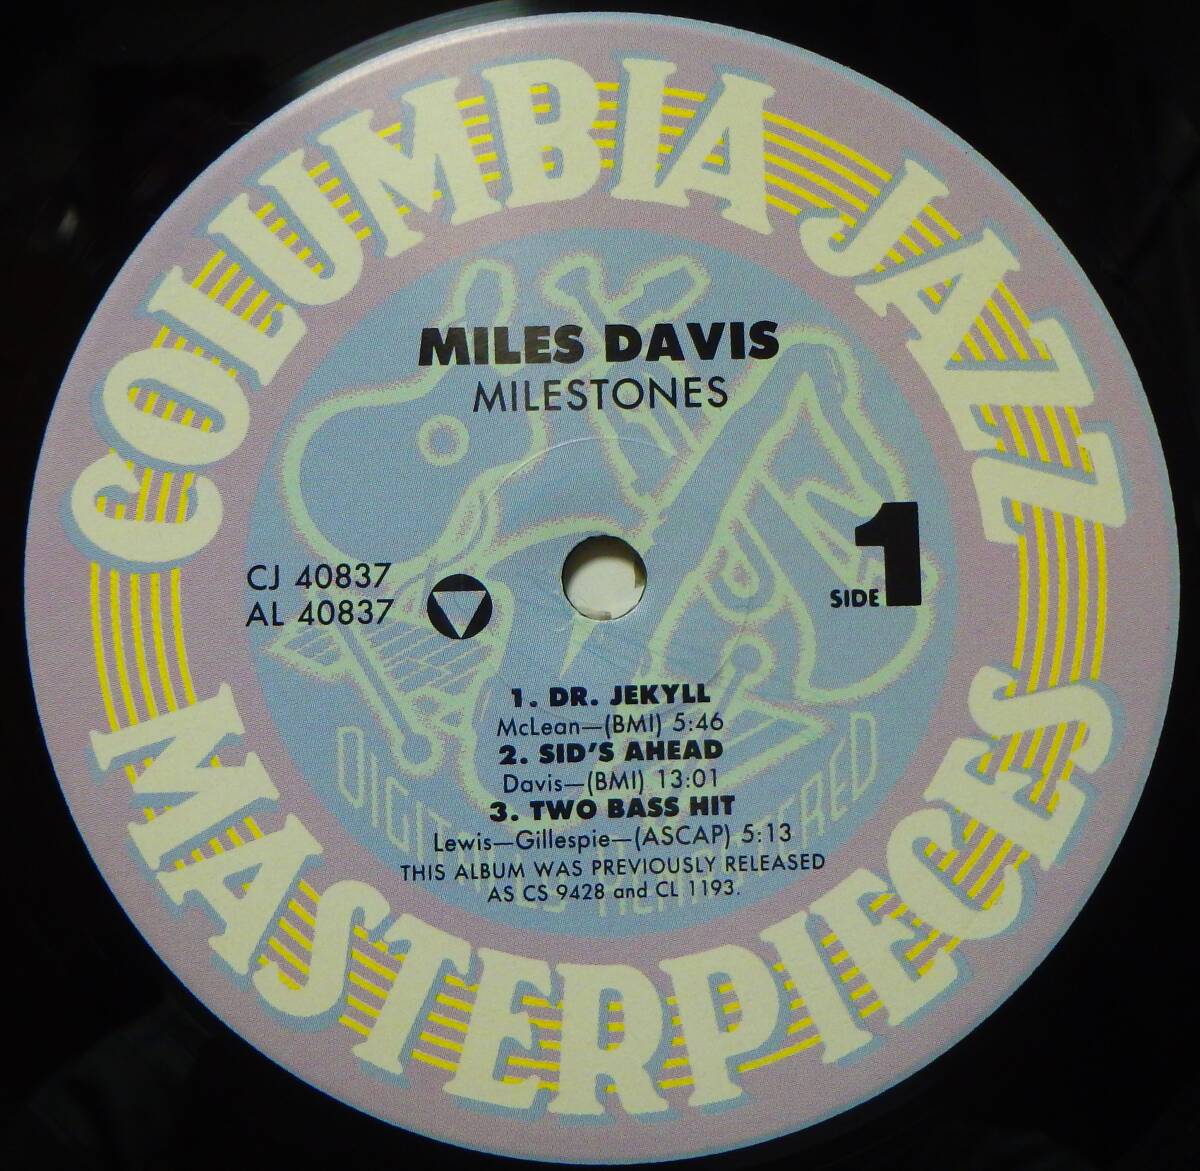 COLUMBIA JAZZ
MILES DAVIS
MILESTONES
CJ 40837
AL 40837
SIDE 1
1. DR. JEKYLL
McLean—(BMI) 5:46
2. SID'S AHEAD
Davis—(BMI) 13:01
3. TWO BASS HIT
Lewis—Gillespie—(ASCAP) 5:13
THIS ALBUM WAS PREVIOUSLY RELEASED
AS CS 9428 and CL 1193.
MASTERPIECES